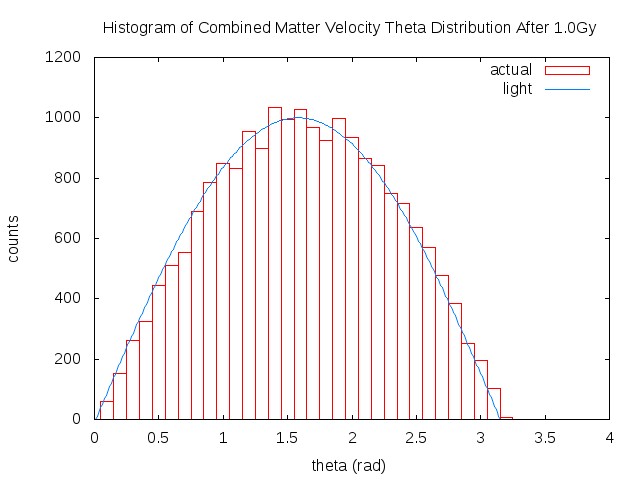 Histogram of Combined Matter Velocity Theta Distribution After 1.0Gy
1200
1000
800
600
400
200
0
counts
actual
light
0 0.5 1 1.5 2 2.5 3 3.5 4
theta (rad)